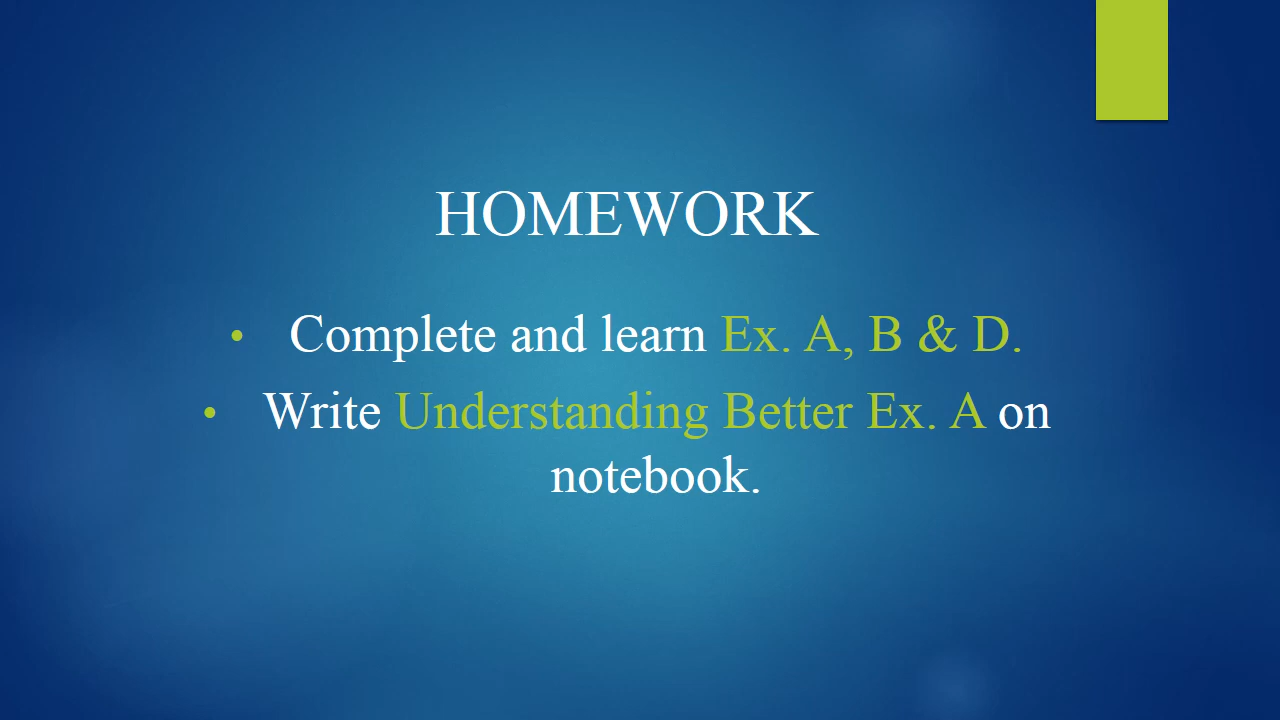 HOMEWORK
• Complete and learn Ex. A, B & D.
• Write Understanding Better Ex. A on
notebook.